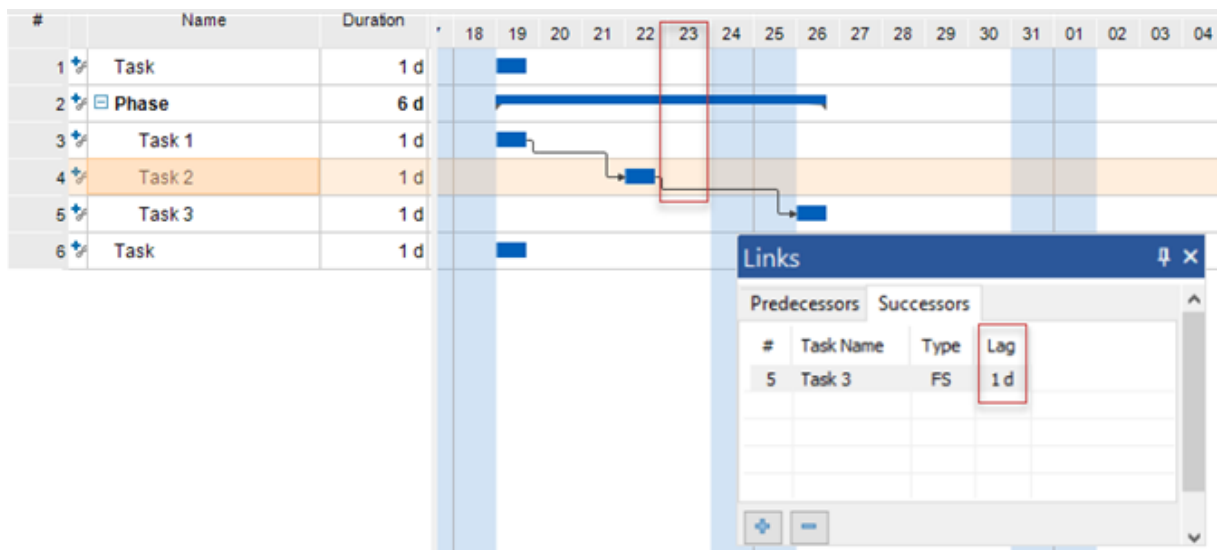 # Name Duration 18 19 20 21 22 23 24 25 26 27 28 29 30 31 01 02 03 04
1 Task 1 d
2 Phase 6 d
3 Task 1 1 d
4 Task 2 1 d
5 Task 3 1 d
6 Task 1 d
Links
Predecessors Successors
# Task Name Type Lag
5 Task 3 FS 1 d